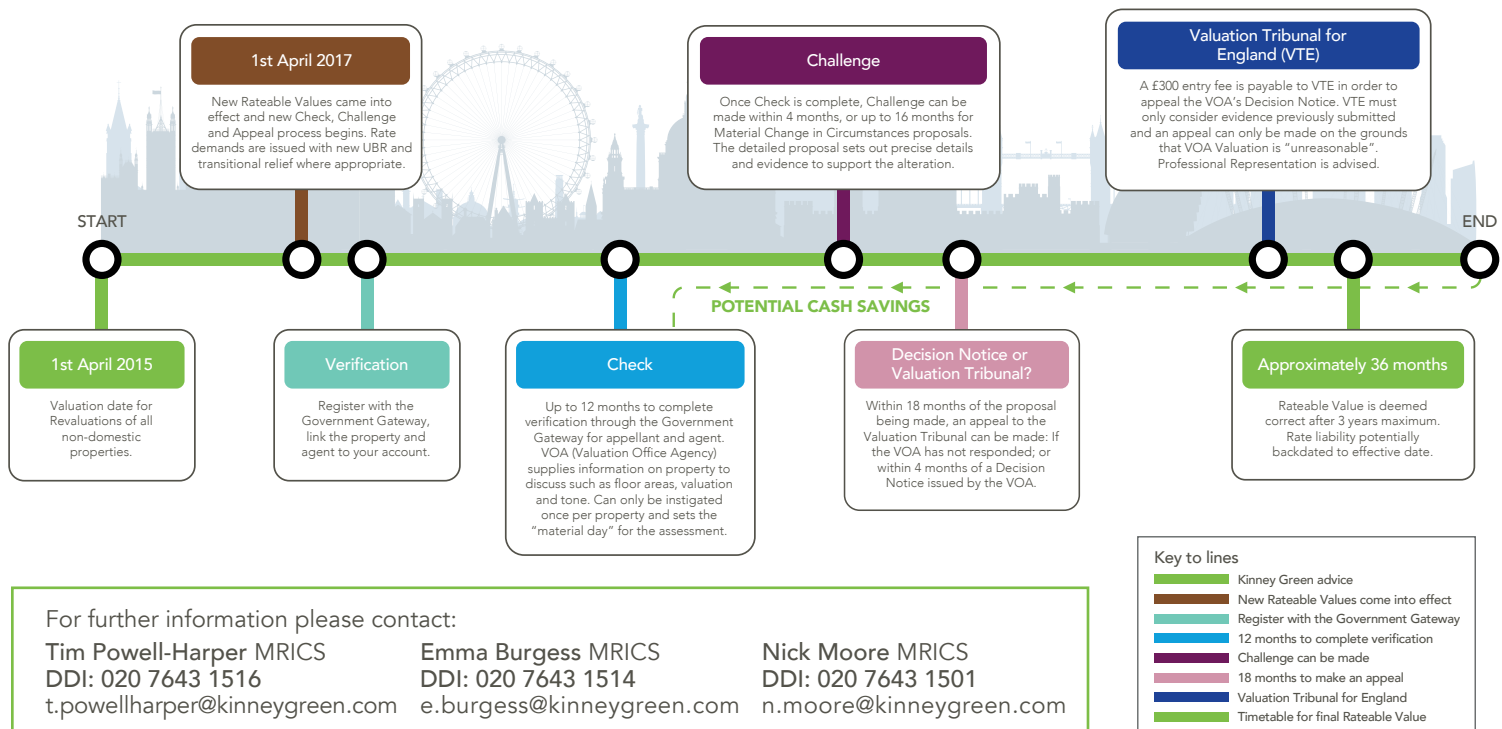 1st April 2017
New Rateable Values came into
effect and new Check, Challenge
and Appeal process begins. Rate
demands are issued with new UBR and
transitional relief where appropriate.
Challenge
Once Check is complete, Challenge can be
made within 4 months, or up to 16 months for
Material Change in Circumstances proposals.
The detailed proposal sets out precise details
and evidence to support the alteration.
Valuation Tribunal for
England (VTE)
A £300 entry fee is payable to VTE in order to
appeal the VOA's Decision Notice. VTE must
only consider evidence previously submitted
and an appeal can only be made on the grounds
that VOA Valuation is "unreasonable".
Professional Representation is advised.
START
END
POTENTIAL CASH SAVINGS
1st April 2015
Valuation date for
Revaluations of all
non-domestic
properties.
Verification
Register with the
Government Gateway,
link the property and
agent to your account.
Check
Up to 12 months to complete
verification through the Government
Gateway for appellant and agent.
VOA (Valuation Office Agency)
supplies information on property to
discuss such as floor areas, valuation
and tone. Can only be instigated
once per property and sets the
"material day" for the assessment.
Decision Notice or
Valuation Tribunal?
Within 18 months of the proposal
being made, an appeal to the
Valuation Tribunal can be made: If
the VOA has not responded; or
within 4 months of a Decision
Notice issued by the VOA.
Approximately 36 months
Rateable Value is deemed
correct after 3 years maximum.
Rate liability potentially
backdated to effective date.
Key to lines
Kinney Green advice
New Rateable Values come into effect
Register with the Government Gateway
12 months to complete verification
Challenge can be made
18 months to make an appeal
Valuation Tribunal for England
Timetable for final Rateable Value
For further information please contact:
Tim Powell-Harper MRICS
DDI: 020 7643 1516
t.powellharper@kinneygreen.com
Emma Burgess MRICS
DDI: 020 7643 1514
e.burgess@kinneygreen.com
Nick Moore MRICS
DDI: 020 7643 1501
n.moore@kinneygreen.com